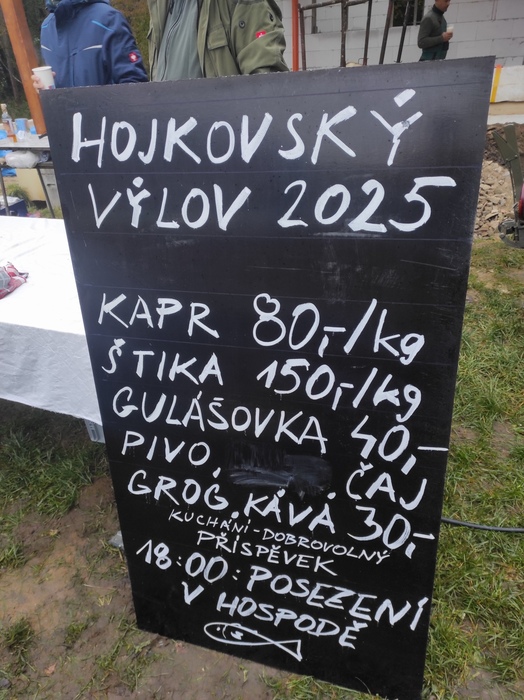 HOJKOVSKÝ
VÝLOV 2025
KAPR 80,-/kg
ŠTIKA 150,-/kg
GULÁŠOVKA 40,-
PIVO, ČAJ
GROG, KÁVA 30,-
KUCHÁNÍ - DOBROVOLNÝ
PŘÍSPĚVEK
18:00: POSEZENÍ
V HOSPODĚ